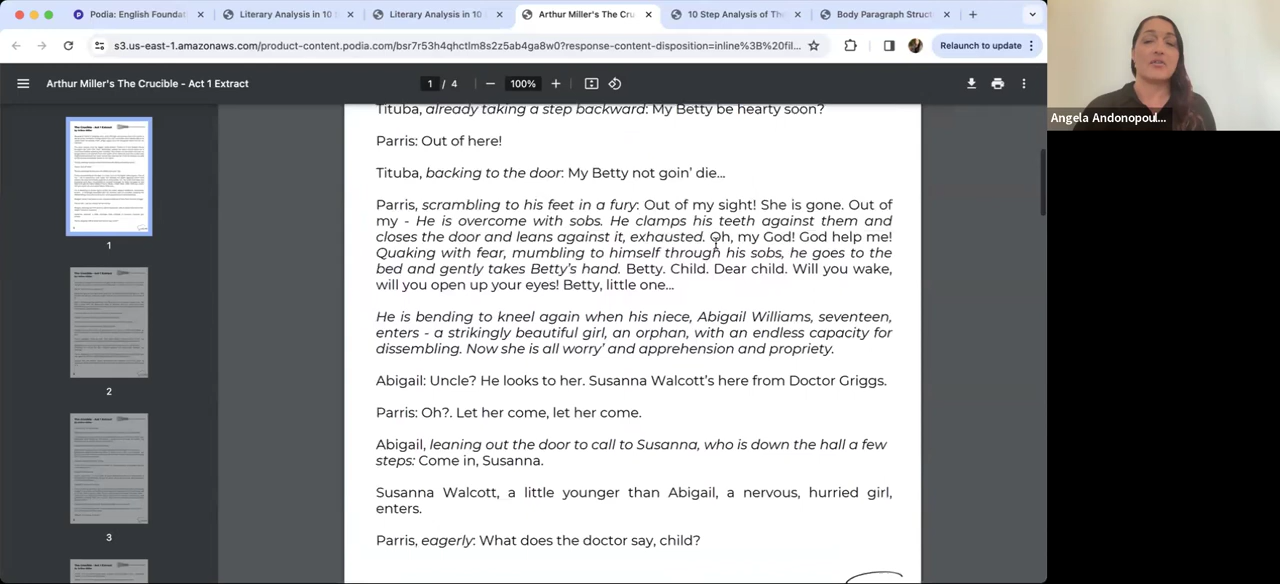 Podia: English Foundat
Literary Analysis in 10 S
Literary Analysis in 10 S
Arthur Miller's The Cru
10 Step Analysis of The
Body Paragraph Struct
s3.us-east-1.amazonaws.com/product-content.podia.com/bsr7r53h4qhctlm8s2z5ab4ga8w0?response-content-disposition=inline%3B%20fil...
Relaunch to update
Arthur Miller's The Crucible - Act 1 Extract
1 / 4
100%
Angela Andonopoul...
1
2
3
Tituba, already taking a step backward: My Betty be hearty soon?
Parris: Out of here!
Tituba, backing to the door: My Betty not goin' die...
Parris, scrambling to his feet in a fury: Out of my sight! She is gone. Out of
my - He is overcome with sobs. He clamps his teeth against them and
closes the door and leans against it, exhausted. Oh, my God! God help me!
Quaking with fear, mumbling to himself through his sobs, he goes to the
bed and gently takes Betty's hand. Betty. Child. Dear child. Will you wake,
will you open up your eyes! Betty, little one...
He is bending to kneel again when his niece, Abigail Williams, seventeen,
enters - a strikingly beautiful girl, an orphan, with an endless capacity for
dissembling. Now she is all worry' and apprehension and propriety.
Abigail: Uncle? He looks to her. Susanna Walcott's here from Doctor Griggs.
Parris: Oh?. Let her come, let her come.
Abigail, leaning out the door to call to Susanna, who is down the hall a few
steps: Come in, Susanna.
Susanna Walcott, a little younger than Abigail, a nervous, hurried girl,
enters.
Parris, eagerly: What does the doctor say, child?